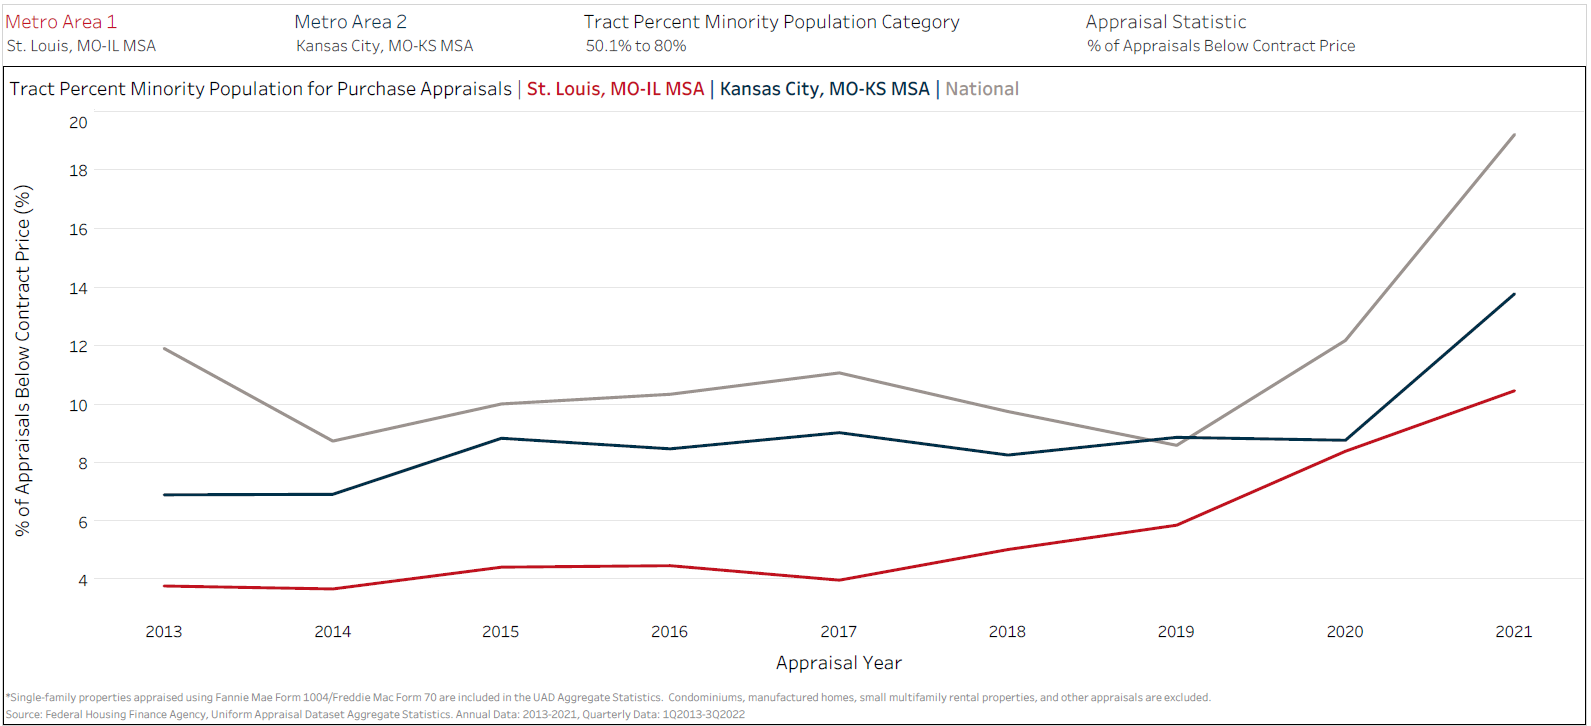 Metro Area 1 Metro Area 2 Tract Percent Minority Population Category Appraisal Statistic
St. Louis, MO-IL MSA Kansas City, MO-KS MSA 50.1% to 80% % of Appraisals Below Contract Price
Tract Percent Minority Population for Purchase Appraisals | St. Louis, MO-IL MSA | Kansas City, MO-KS MSA | National
% of Appraisals Below Contract Price (%)
20
18
16
14
12
10
8
6
4
2013 2014 2015 2016 2017 2018 2019 2020 2021
Appraisal Year
*Single-family properties appraised using Fannie Mae Form 1004/Freddie Mac Form 70 are included in the UAD Aggregate Statistics. Condominiums, manufactured homes, small multifamily rental properties, and other appraisals are excluded.
Source: Federal Housing Finance Agency, Uniform Appraisal Dataset Aggregate Statistics. Annual Data: 2013-2021, Quarterly Data: 1Q2013-3Q2022